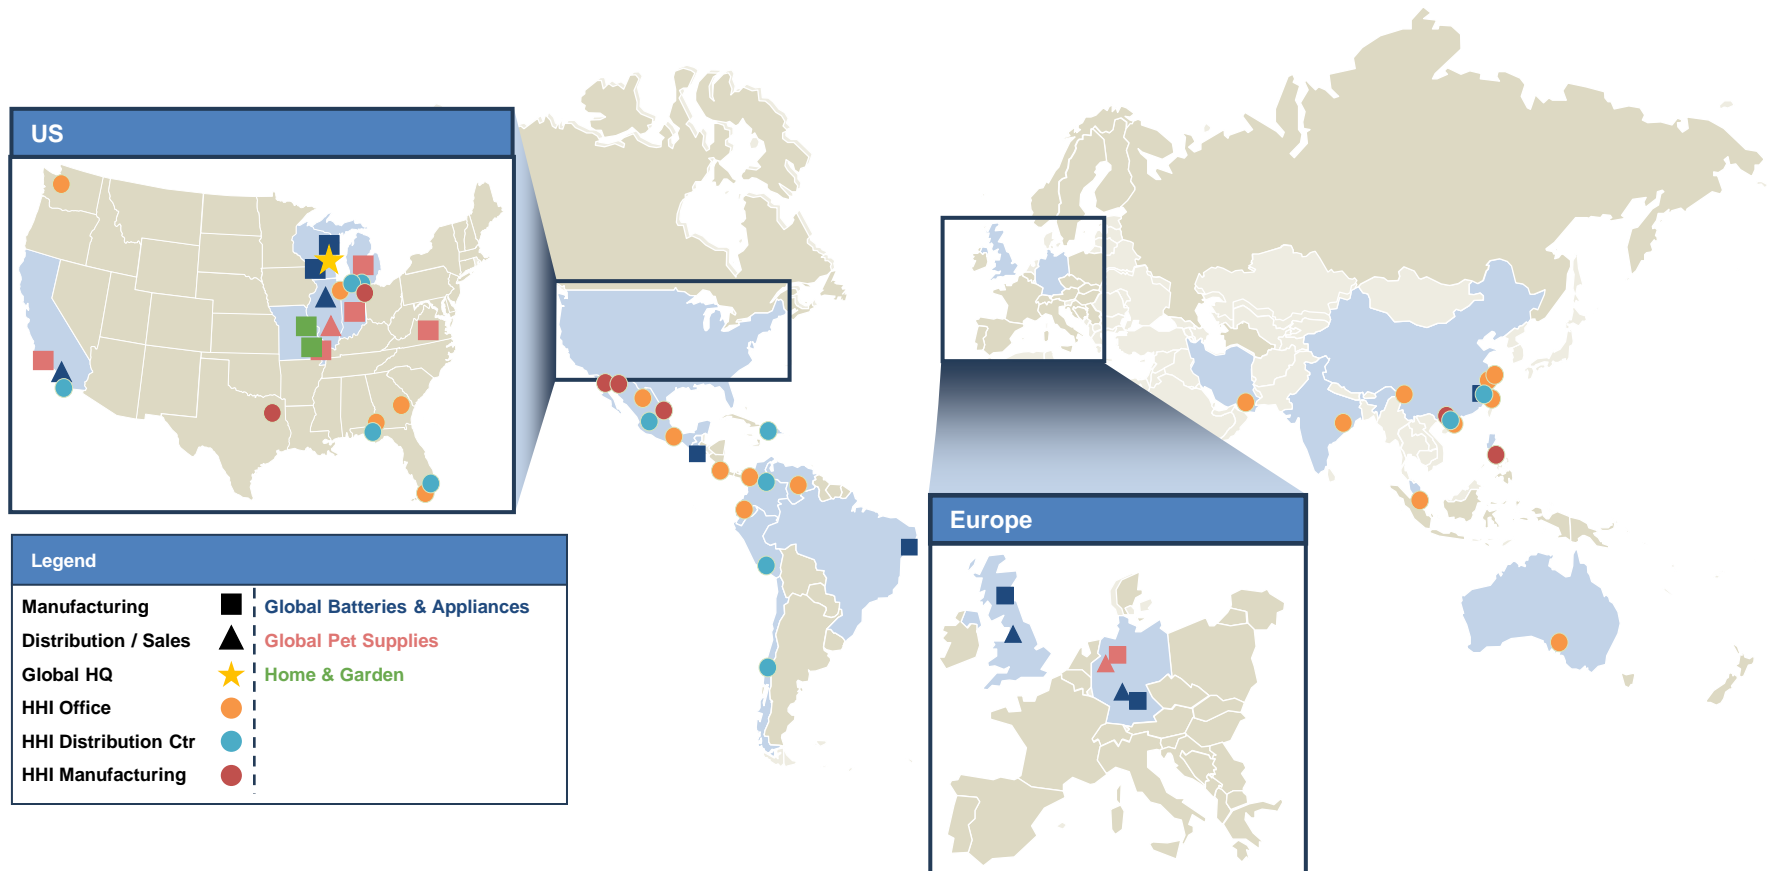 US
Legend
Manufacturing
Global Batteries & Appliances
Distribution / Sales
Global Pet Supplies
Global HQ
Home & Garden
HHI Office
HHI Distribution Ctr
HHI Manufacturing
Europe